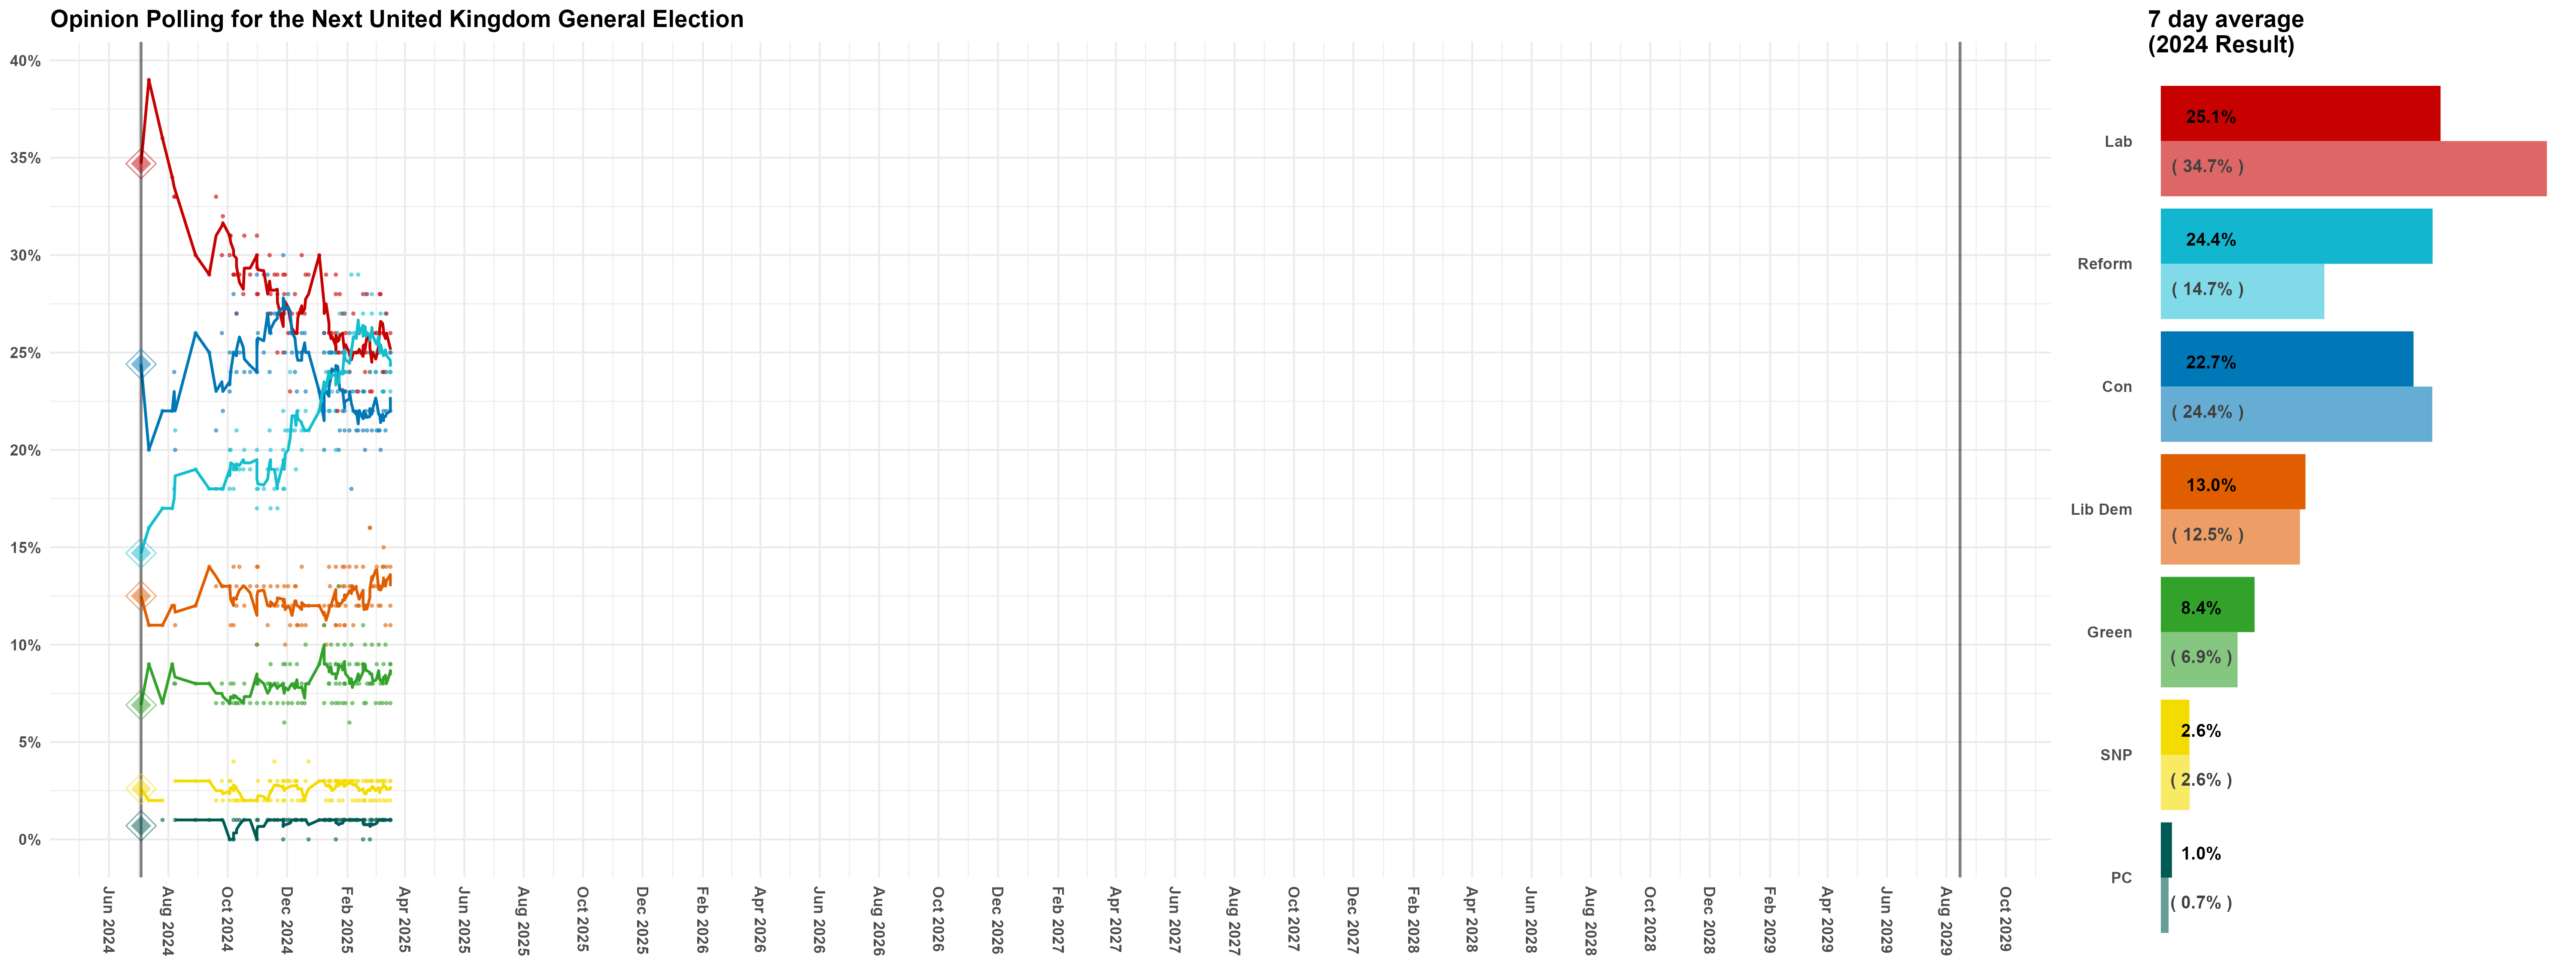 Opinion Polling for the Next United Kingdom General Election
40%
35%
30%
25%
20%
15%
10%
5%
0%
Jun 2024
Aug 2024
Oct 2024
Dec 2024
Feb 2025
Apr 2025
Jun 2025
Aug 2025
Oct 2025
Dec 2025
Feb 2026
Apr 2026
Jun 2026
Aug 2026
Oct 2026
Dec 2026
Feb 2027
Apr 2027
Jun 2027
Aug 2027
Oct 2027
Dec 2027
Feb 2028
Apr 2028
Jun 2028
Aug 2028
Oct 2028
Dec 2028
Feb 2029
Apr 2029
Jun 2029
Aug 2029
Oct 2029
7 day average
(2024 Result)
Lab
25.1%
( 34.7% )
Reform
24.4%
( 14.7% )
Con
22.7%
( 24.4% )
Lib Dem
13.0%
( 12.5% )
Green
8.4%
( 6.9% )
SNP
2.6%
( 2.6% )
PC
1.0%
( 0.7% )